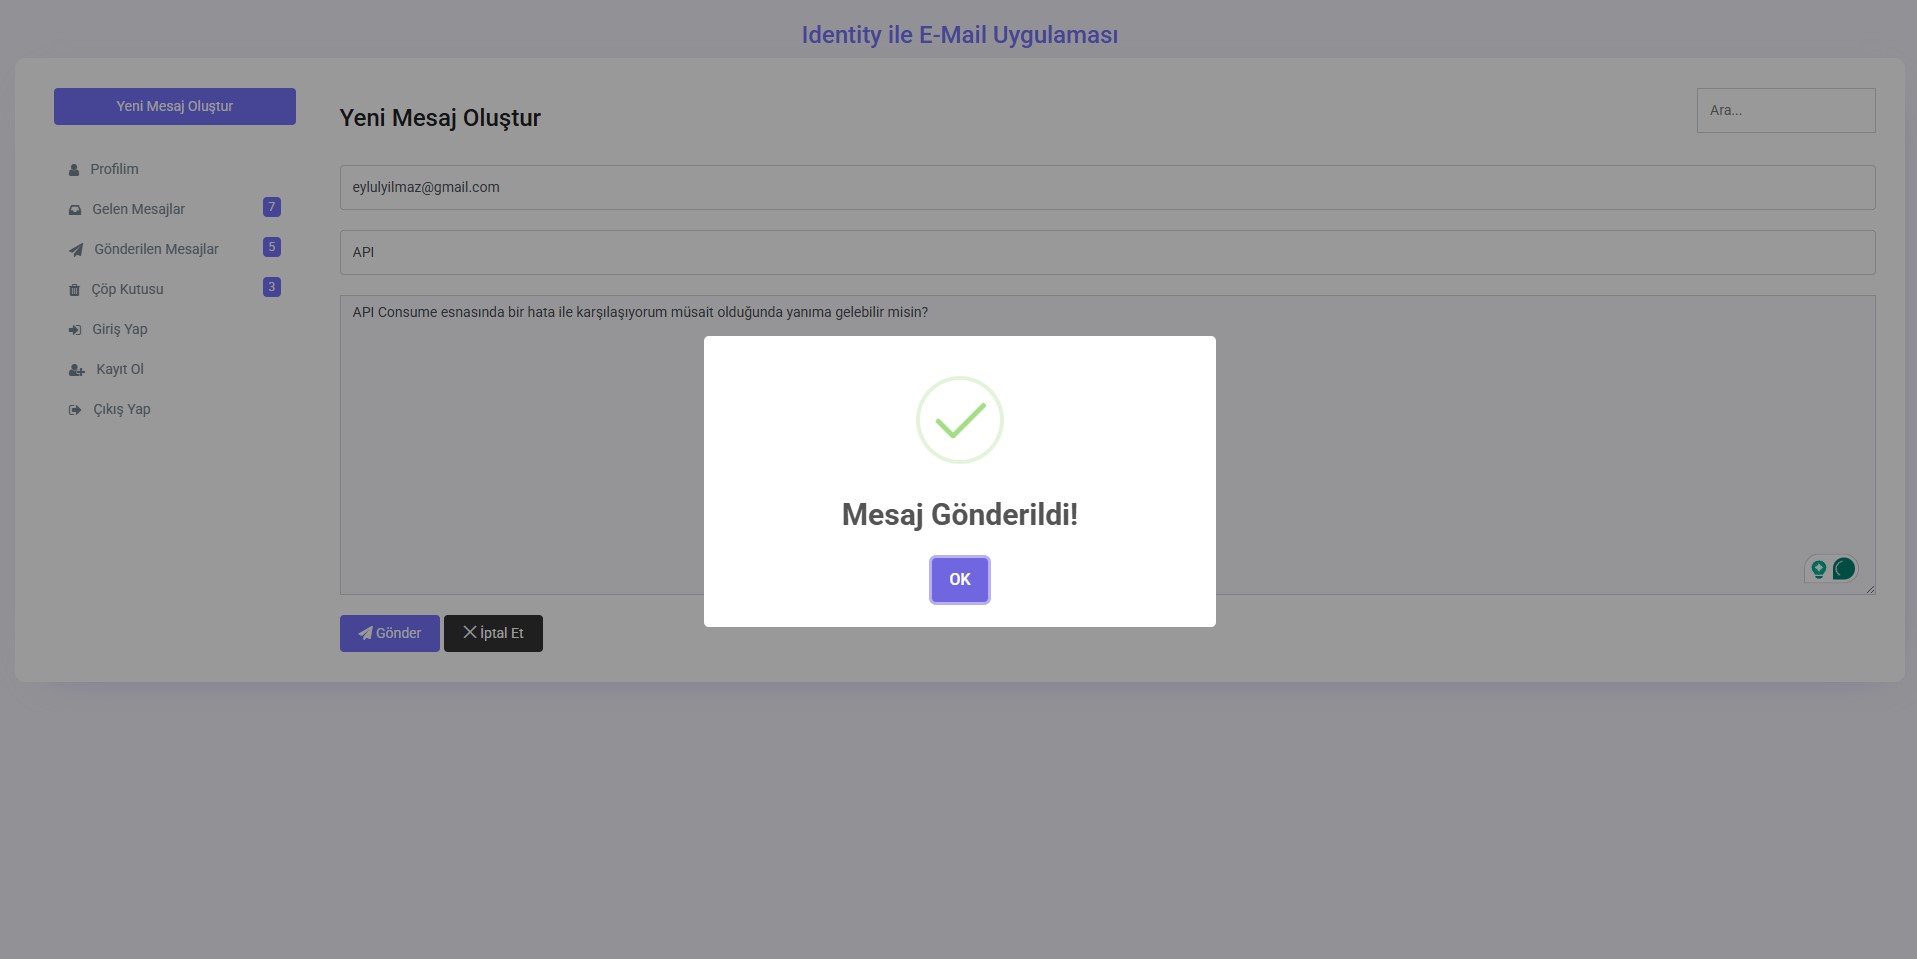 Identity ile E-Mail Uygulaması
Yeni Mesaj Oluştur
Profilim
Gelen Mesajlar 7
Gönderilen Mesajlar 5
Çöp Kutusu 3
Giriş Yap
Kayıt Ol
Çıkış Yap
Yeni Mesaj Oluştur
Ara...
eylulyilmaz@gmail.com
API
API Consume esnasında bir hata ile karşılaşıyorum müsait olduğunda yanıma gelebilir misin?
Gönder
İptal Et
Mesaj Gönderildi!
OK